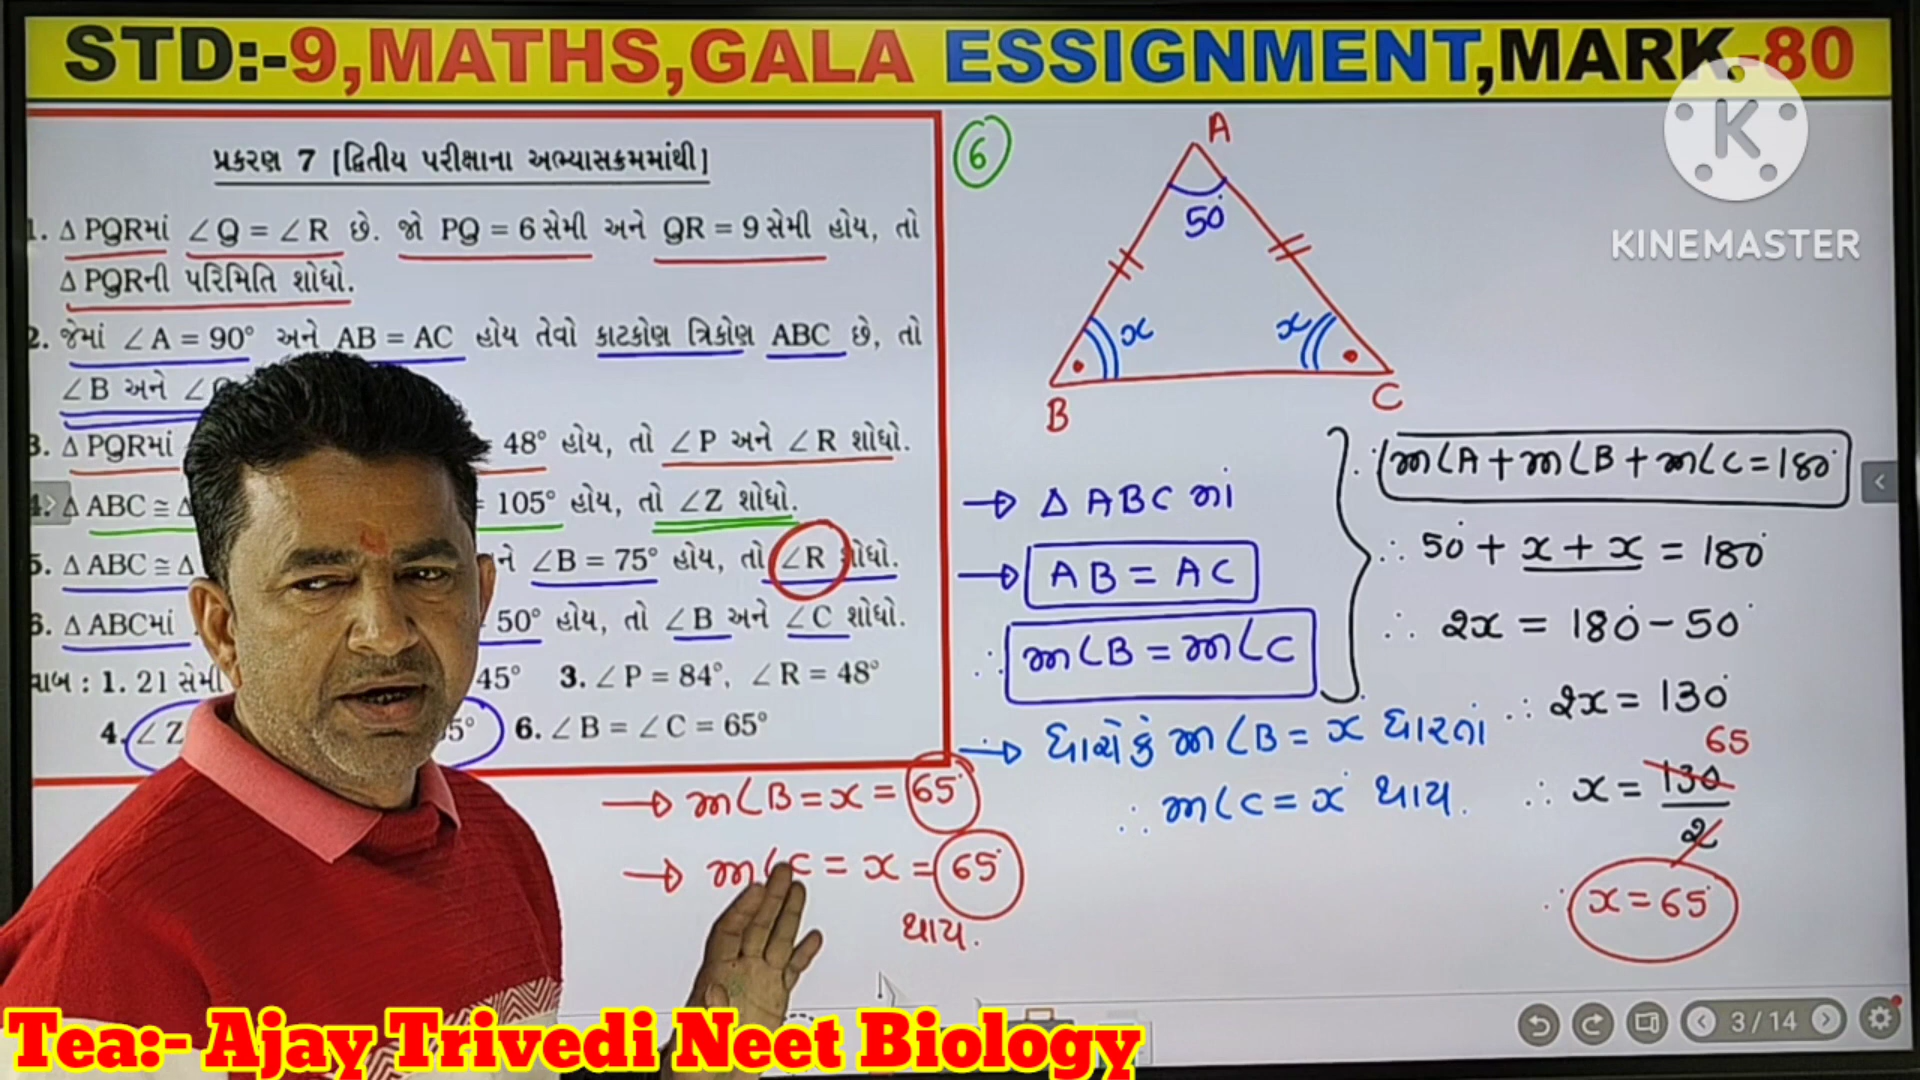 STD:-9,MATHS,GALA ESSIGNMENT,MARK-80
KINEMASTER
પ્રકરણ 7 [દ્વિતીય પરીક્ષાના અભ્યાસક્રમમાંથી]
1. Δ PQRમાં ∠Q = ∠R છે. જો PQ = 6 સેમી અને QR = 9 સેમી હોય, તો
Δ PQRની પરિમિતિ શોધો.
2. જેમાં ∠A = 90° અને AB = AC હોય તેવો કાટકોણ ત્રિકોણ ABC છે, તો
∠B અને
3. Δ PQRમાં = 48° હોય, તો ∠P અને ∠R શોધો.
4. Δ ABC ≅ Δ = 105° હોય, તો ∠Z શોધો.
5. Δ ABC ≅ Δ ને ∠B = 75° હોય, તો ∠R શોધો.
6. Δ ABCમાં 50° હોય, તો ∠B અને ∠C શોધો.
વાબ : 1. 21 સેમી 45° 3. ∠P = 84°, ∠R = 48°
4. ∠Z 5° 6. ∠B = ∠C = 65°
→ m∠B = x = 65°
→ m∠C = x = 65°
થાય.
6
A
50°
x x
B C
→ Δ ABC માં
→ AB = AC
∴ m∠B = m∠C
→ ધારોકે m∠B = x ધારતાં
∴ m∠C = x થાય.
∴ m∠A + m∠B + m∠C = 180°
∴ 50° + x + x = 180°
∴ 2x = 180° - 50°
∴ 2x = 130°
65
∴ x = 130
2
∴ x = 65°
3 / 14
Tea:- Ajay Trivedi Neet Biology